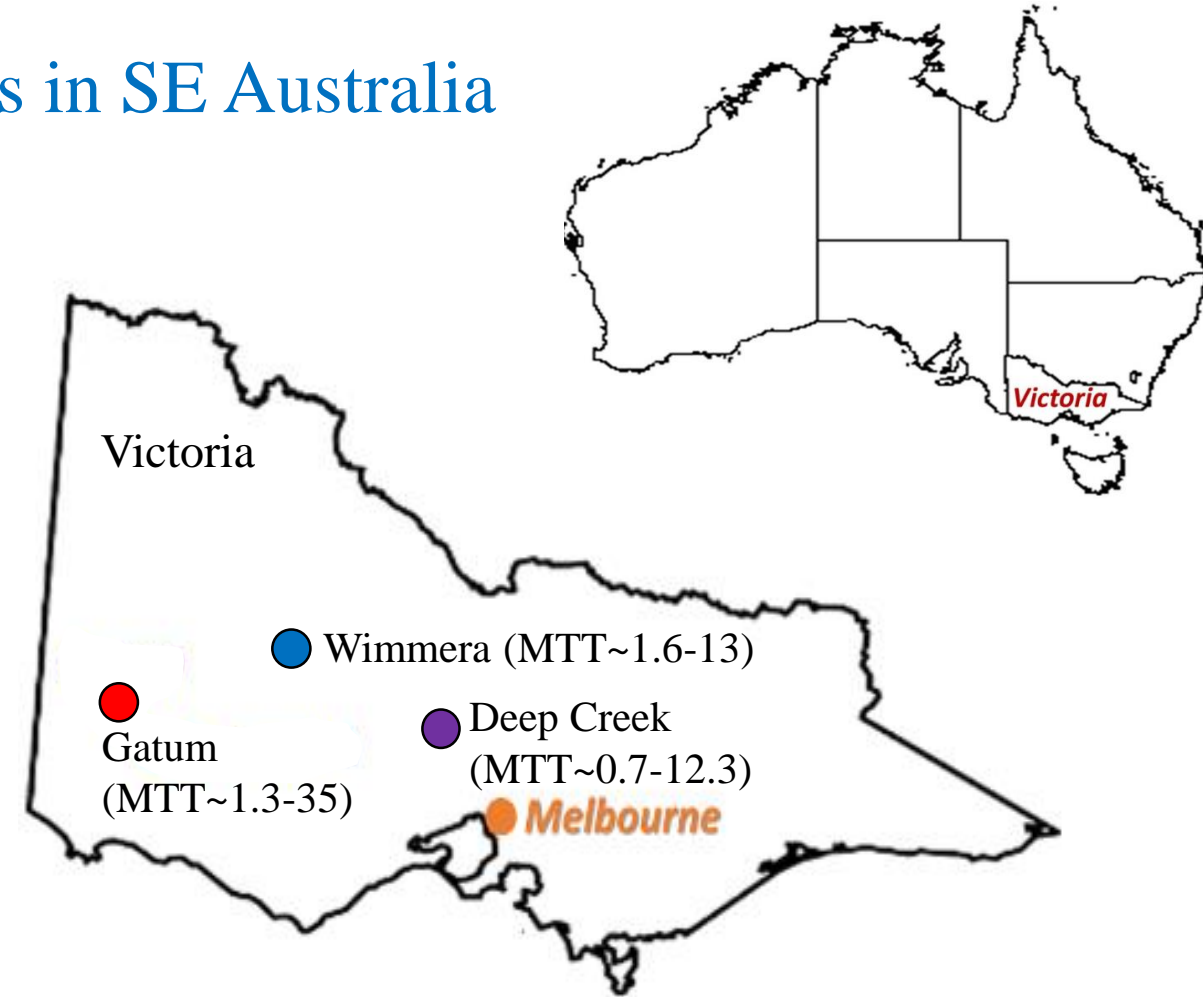 s in SE Australia
Victoria
Victoria
Wimmera (MTT~1.6-13)
Deep Creek
(MTT~0.7-12.3)
Gatum
(MTT~1.3-35)
Melbourne